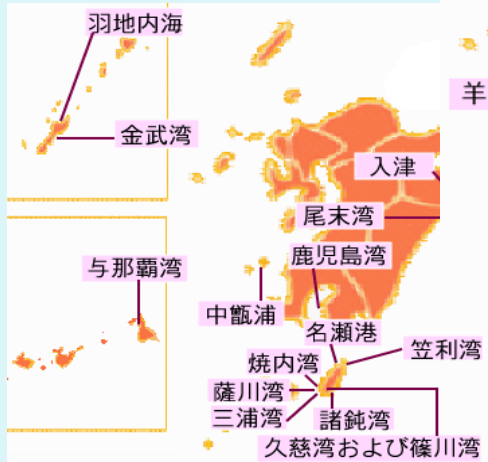 羽地内海
羊
金武湾
入津
尾末湾
鹿児島湾
与那覇湾
中甑浦
名瀬港
笠利湾
焼内湾
薩川湾
三浦湾
諸鈍湾
久慈湾および篠川湾